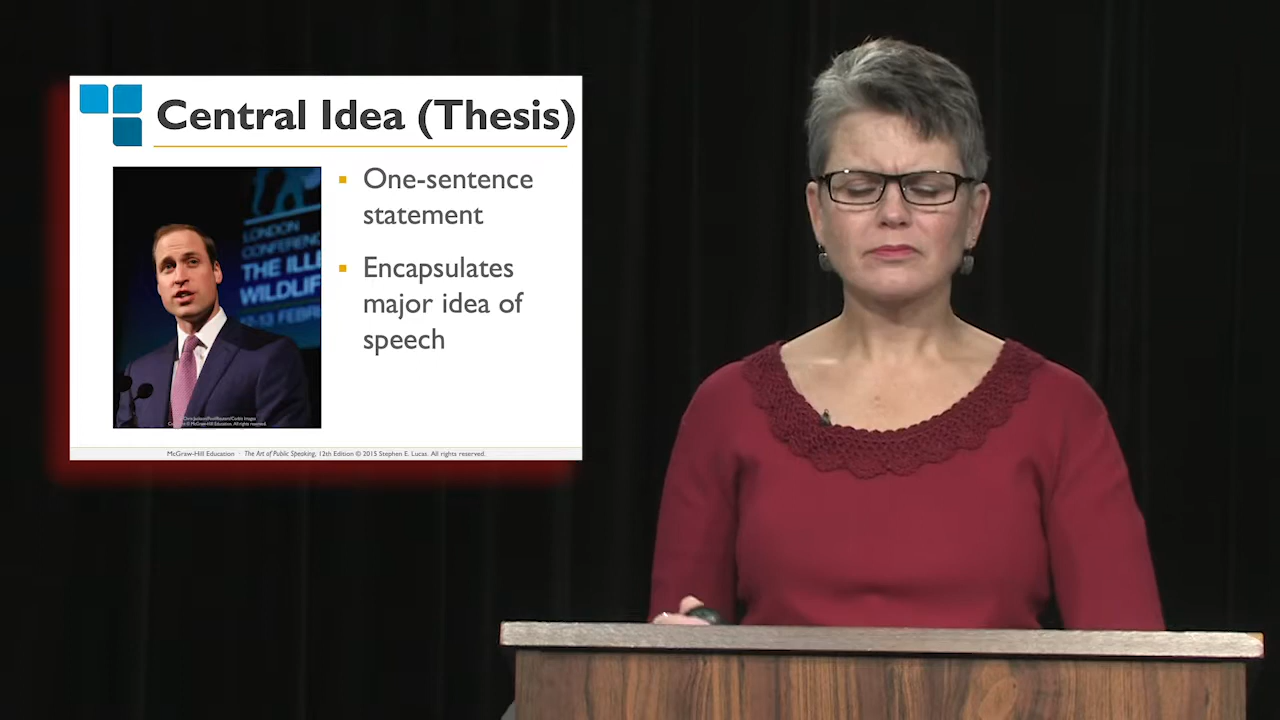 Central Idea (Thesis)
One-sentence
statement
Encapsulates
major idea of
speech
LONDON
CONFERENC
THE ILL
WILDLIF
12-13 FEBRU
McGraw-Hill Education · The Art of Public Speaking, 12th Edition © 2015 Stephen E. Lucas. All rights reserved.